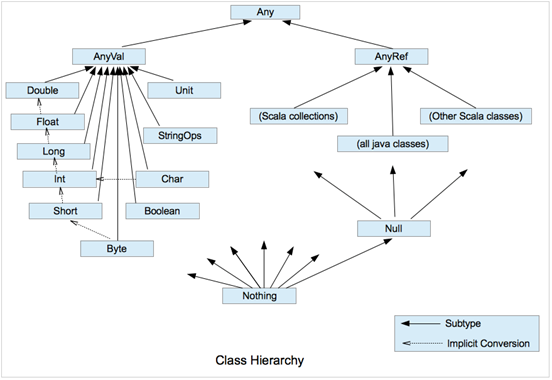 Any
AnyVal
AnyRef
Double
Unit
Float
(Scala collections)
(Other Scala classes)
StringOps
(all java classes)
Long
Int
Char
Short
Boolean
Null
Byte
Nothing
Subtype
Implicit Conversion
Class Hierarchy